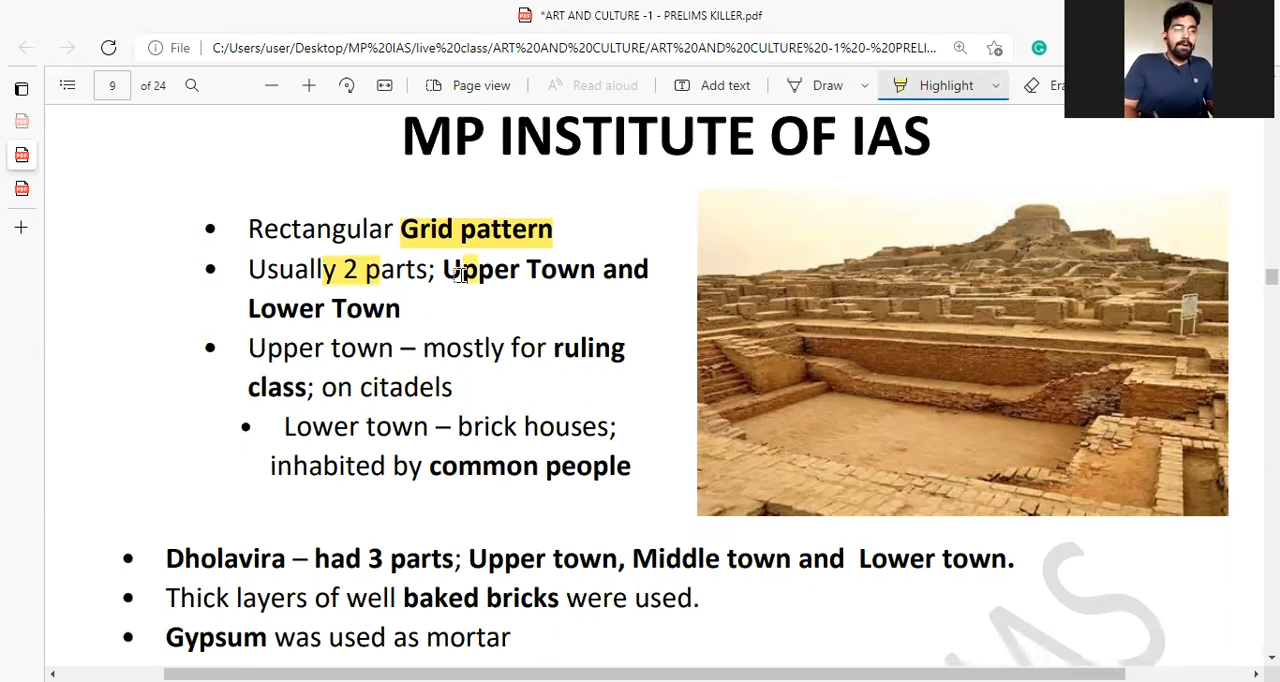 *ART AND CULTURE -1 - PRELIMS KILLER.pdf
File C:/Users/user/Desktop/MP%20IAS/live%20class/ART%20AND%20CULTURE/ART%20AND%20CULTURE%20-1%20-%20PRELI...
9 of 24 Page view Read aloud Add text Draw Highlight Era
MP INSTITUTE OF IAS
• Rectangular Grid pattern
• Usually 2 parts; Upper Town and
Lower Town
• Upper town – mostly for ruling
class; on citadels
• Lower town – brick houses;
inhabited by common people
• Dholavira – had 3 parts; Upper town, Middle town and Lower town.
• Thick layers of well baked bricks were used.
• Gypsum was used as mortar